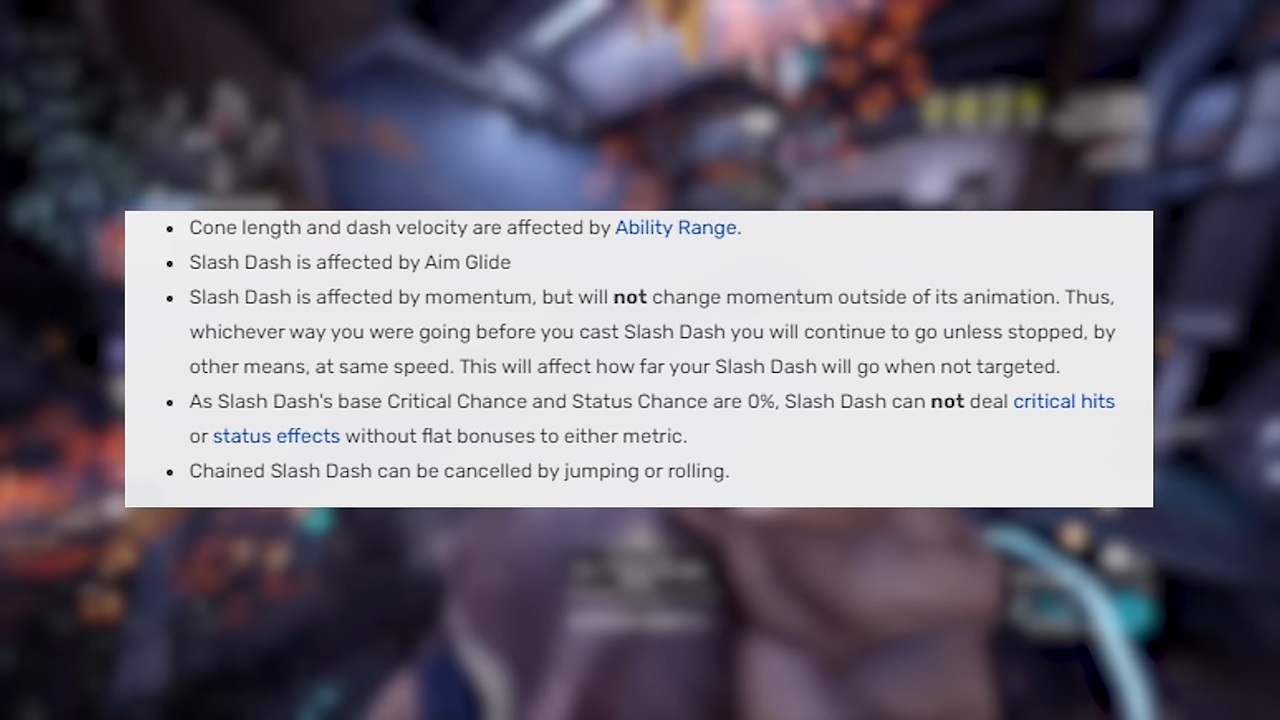 Cone length and dash velocity are affected by Ability Range.
Slash Dash is affected by Aim Glide
Slash Dash is affected by momentum, but will not change momentum outside of its animation. Thus,
whichever way you were going before you cast Slash Dash you will continue to go unless stopped, by
other means, at same speed. This will affect how far your Slash Dash will go when not targeted.
As Slash Dash's base Critical Chance and Status Chance are 0%, Slash Dash can not deal critical hits
or status effects without flat bonuses to either metric.
Chained Slash Dash can be cancelled by jumping or rolling.